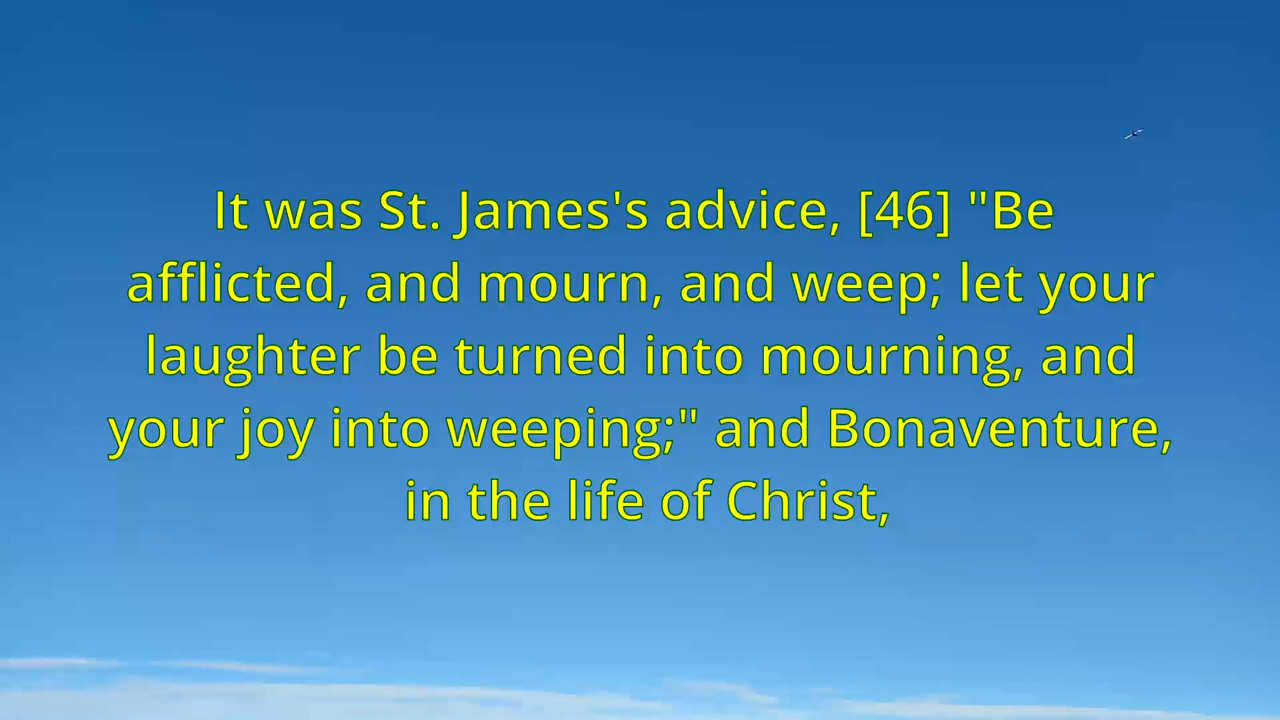 It was St. James's advice, [46] "Be
afflicted, and mourn, and weep; let your
laughter be turned into mourning, and
your joy into weeping;" and Bonaventure,
in the life of Christ,